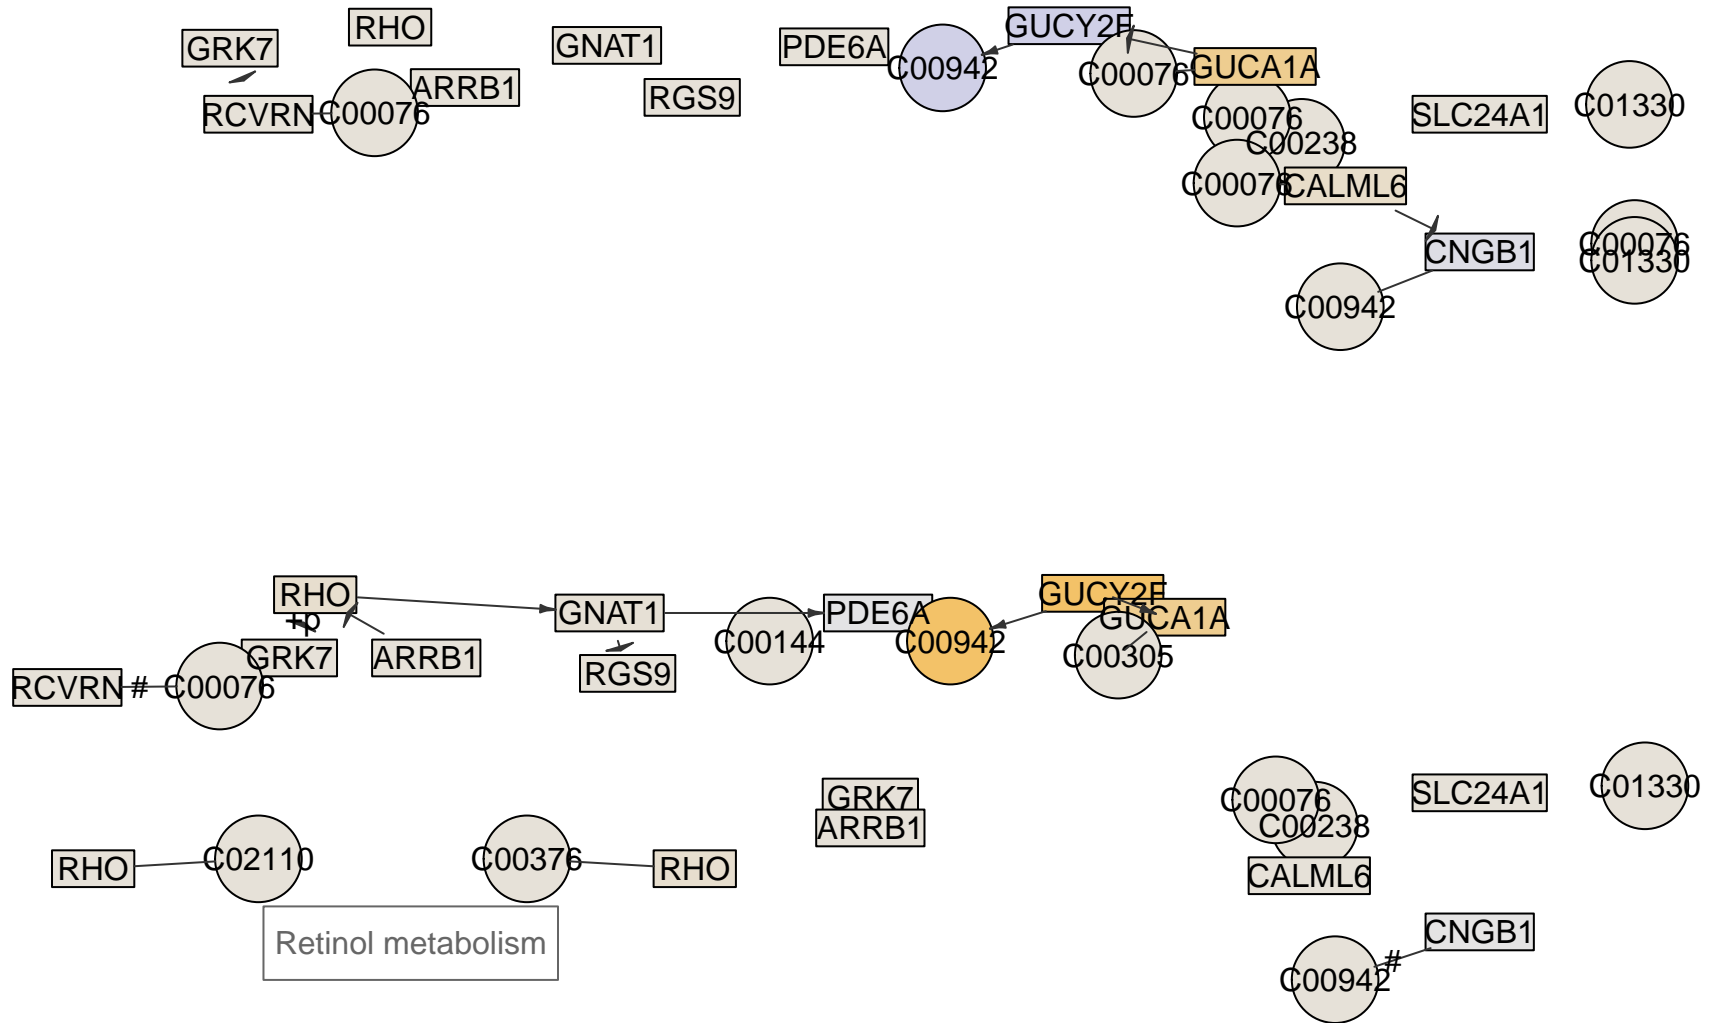 RHO
GRK7
GNAT1
PDE6A
GUCY2F
C00942
C00076
GUCA1A
ARRB1
RGS9
RCVRN
C00076
C00076
C00238
SLC24A1
C01330
C00076
CALML6
CNGB1
C00076
C01330
C00942
RHO
+p
GNAT1
PDE6A
GUCY2F
GUCA1A
C00144
C00942
C00305
GRK7
ARRB1
RGS9
RCVRN
#
C00076
GRK7
ARRB1
C00076
C00238
SLC24A1
C01330
RHO
C02110
C00376
RHO
CALML6
Retinol metabolism
CNGB1
#
C00942